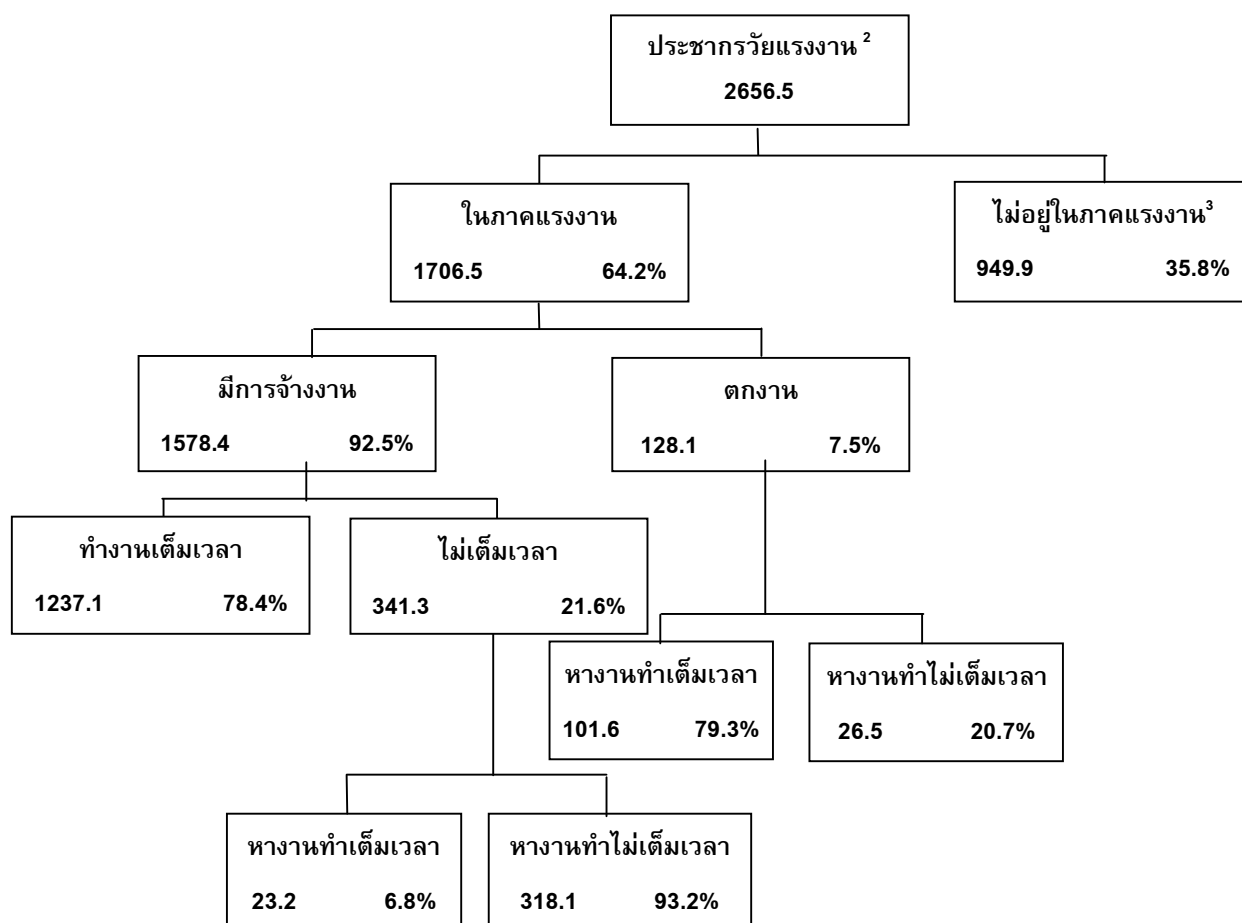 ประชากรวัยแรงงาน ²
2656.5
ในภาคแรงงาน
1706.5 64.2%
ไม่อยู่ในภาคแรงงาน³
949.9 35.8%
มีการจ้างงาน
1578.4 92.5%
ตกงาน
128.1 7.5%
ทำงานเต็มเวลา
1237.1 78.4%
ไม่เต็มเวลา
341.3 21.6%
หางานทำเต็มเวลา
101.6 79.3%
หางานทำไม่เต็มเวลา
26.5 20.7%
หางานทำเต็มเวลา
23.2 6.8%
หางานทำไม่เต็มเวลา
318.1 93.2%